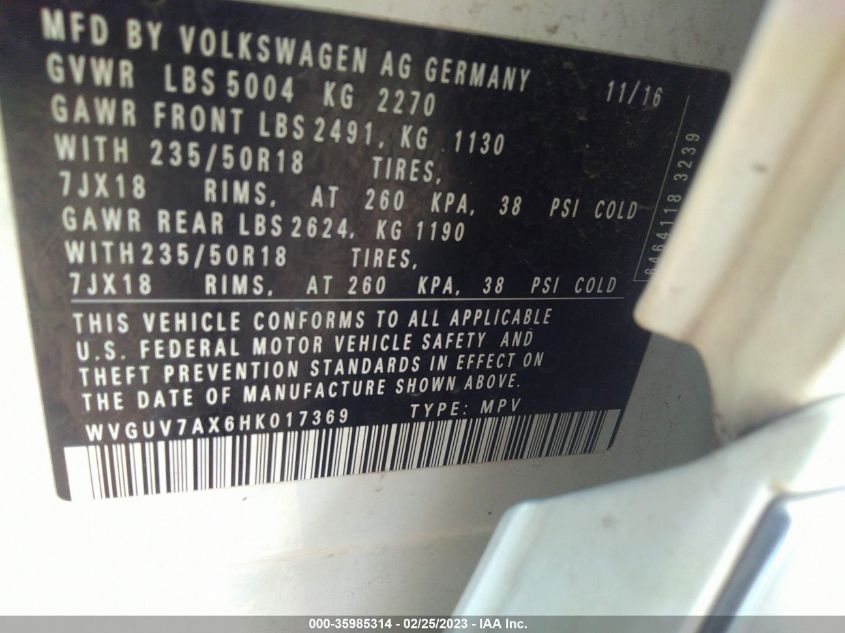 MFD BY VOLKSWAGEN AG GERMANY 11/16
GVWR LBS 5004 KG 2270
GAWR FRONT LBS 2491, KG 1130
WITH 235/50R18 TIRES,
7JX18 RIMS, AT 260 KPA, 38 PSI COLD
GAWR REAR LBS 2624, KG 1190
WITH 235/50R18 TIRES,
7JX18 RIMS, AT 260 KPA, 38 PSI COLD
THIS VEHICLE CONFORMS TO ALL APPLICABLE
U.S. FEDERAL MOTOR VEHICLE SAFETY AND
THEFT PREVENTION STANDARDS IN EFFECT ON
THE DATE OF MANUFACTURE SHOWN ABOVE.
WVGUV7AX6HK017369 TYPE: MPV
3239
000-35985314 - 02/25/2023 - IAA Inc.